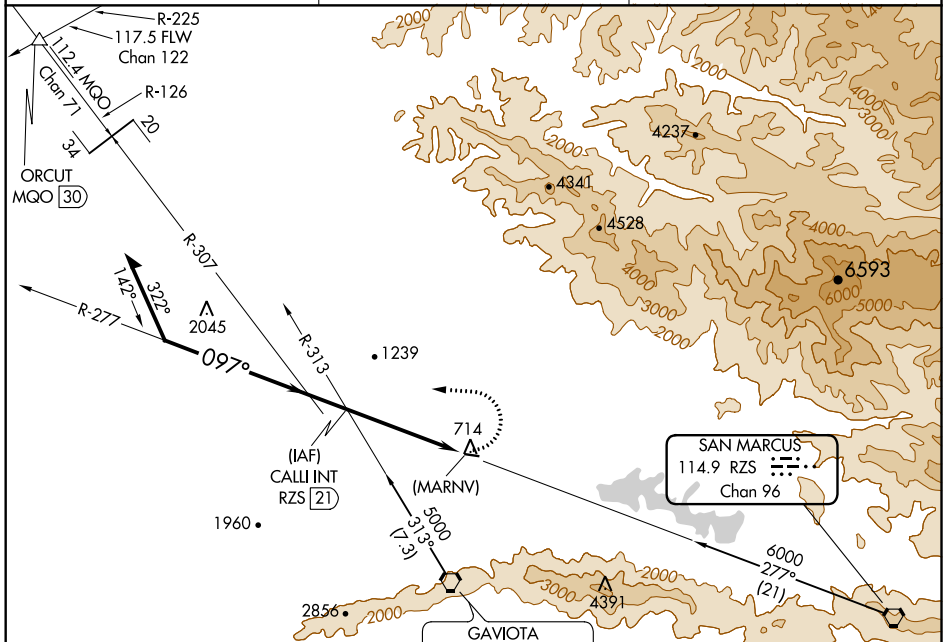 R-225
117.5 FLW
Chan 122
112.4 MQO
Chan 71
R-126
20
34
ORCUT
MQO 30
2000
2000
4000
3000
2000
4237
2000
4341
4528
4000
3000
2000
4000
6593
6000
5000
R-307
322°
142°
R-277
2045
097°
R-313
1239
714
(MARNV)
(IAF)
CALLI INT
RZS 21
SAN MARCUS
114.9 RZS
Chan 96
1960
5000
313°
(7.3)
6000
277°
(21)
2856
2000
3000
2000
4391
GAVIOTA